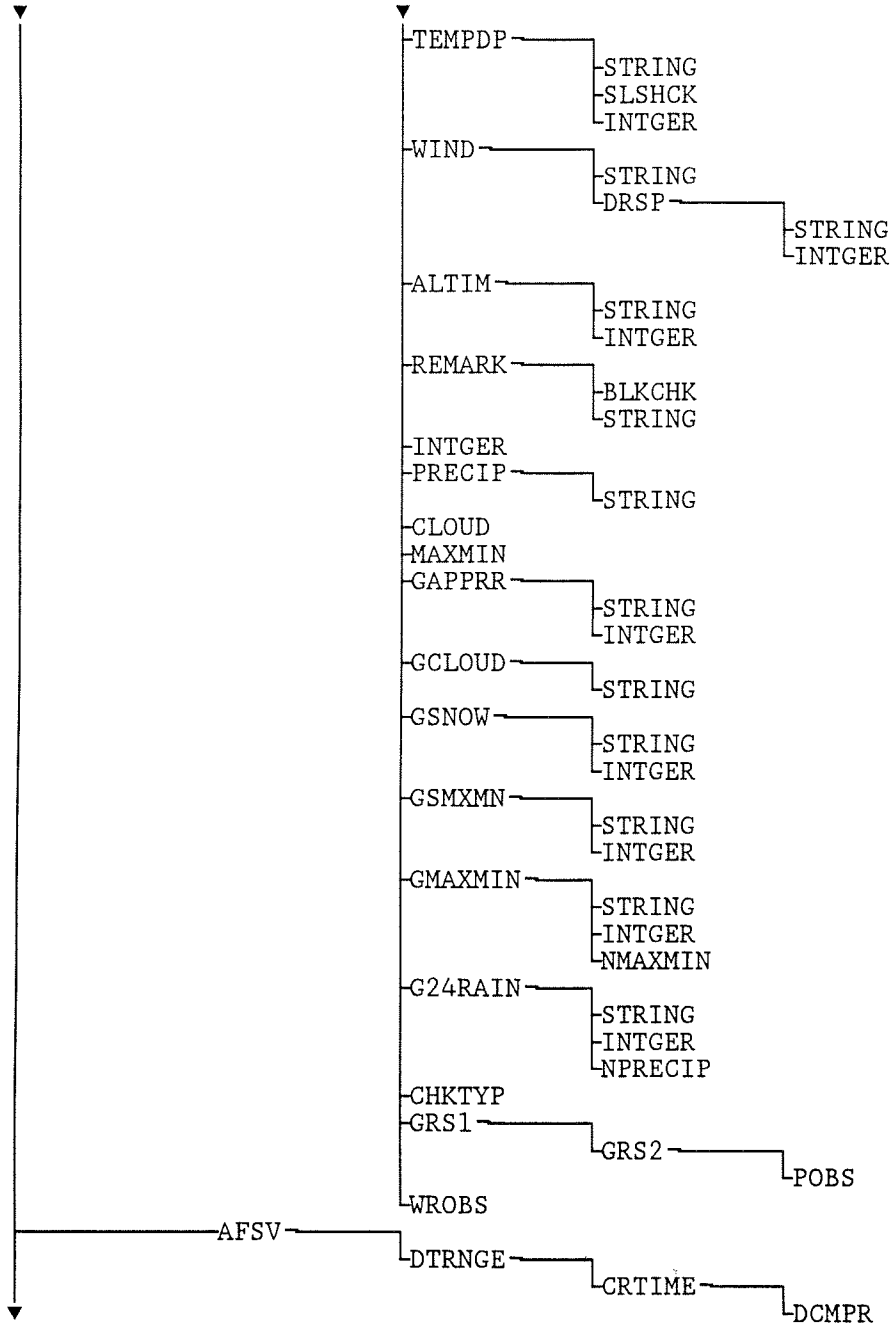 TEMPDP
STRING
SLSHCK
INTGER
WIND
STRING
DRSP
STRING
INTGER
ALTIM
STRING
INTGER
REMARK
BLKCHK
STRING
INTGER
PRECIP
STRING
CLOUD
MAXMIN
GAPPRR
STRING
INTGER
GCLOUD
STRING
GSNOW
STRING
INTGER
GSMXMN
STRING
INTGER
GMAXMIN
STRING
INTGER
NMAXMIN
G24RAIN
STRING
INTGER
NPRECIP
CHKTYP
GRS1
GRS2
POBS
WROBS
AFSV
DTRNGE
CRTIME
DCMPR